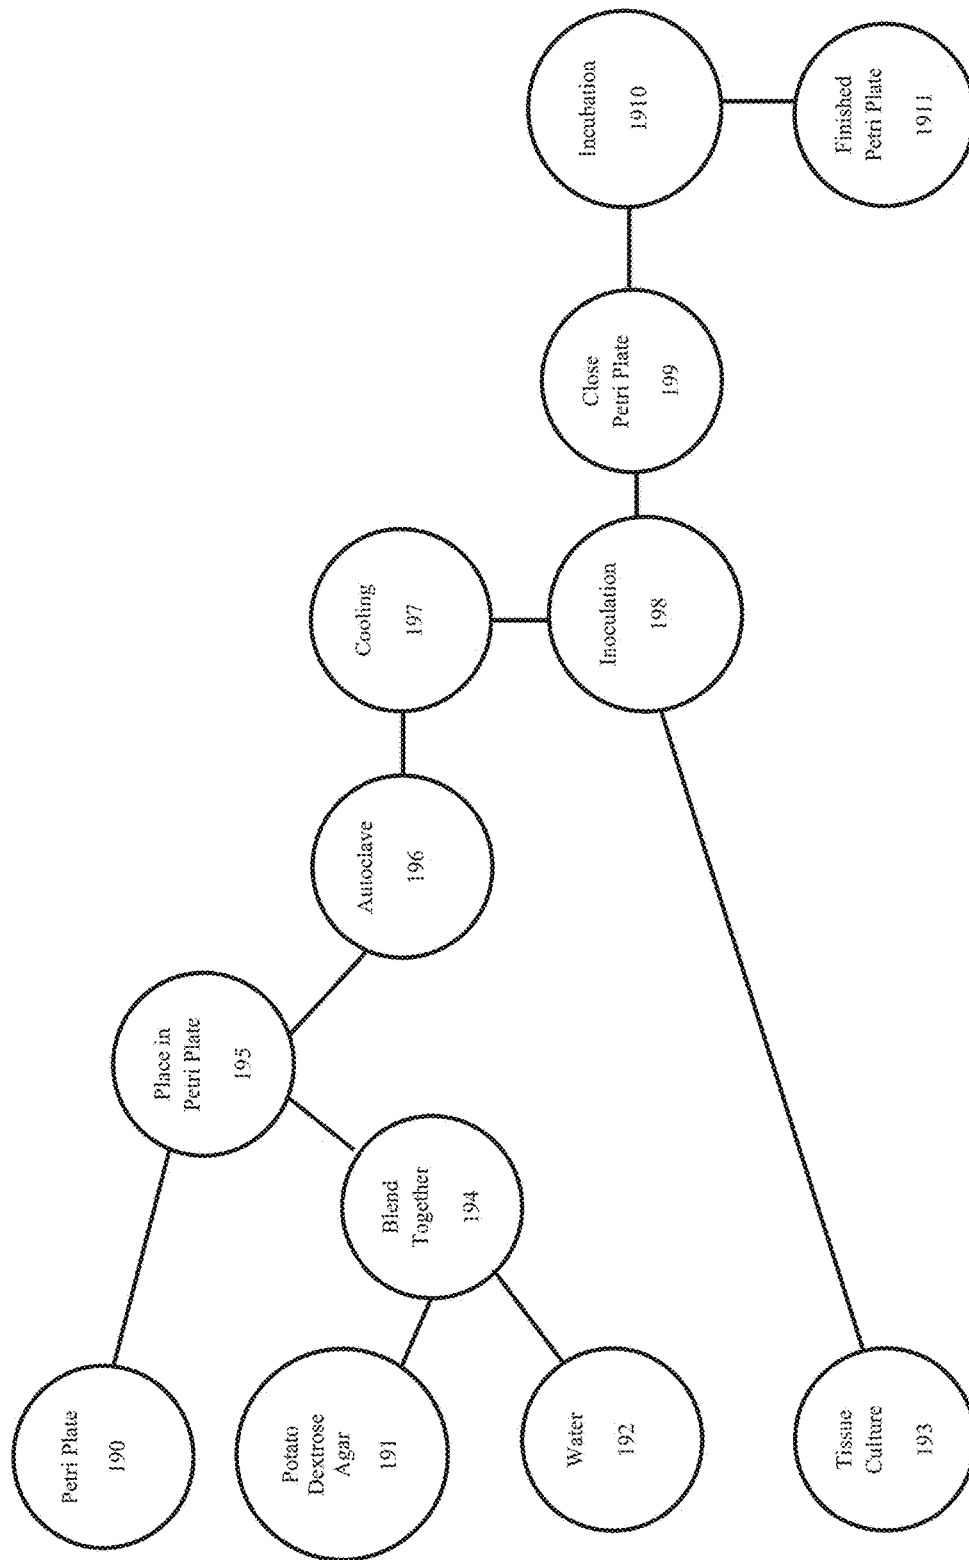 Petri Plate
190
Potato
Dextrose
Agar
191
Water
192
Tissue
Culture
193
Blend
Together
194
Place in
Petri Plate
195
Autoclave
196
Cooling
197
Inoculation
198
Close
Petri Plate
199
Incubation
1910
Finished
Petri Plate
1911